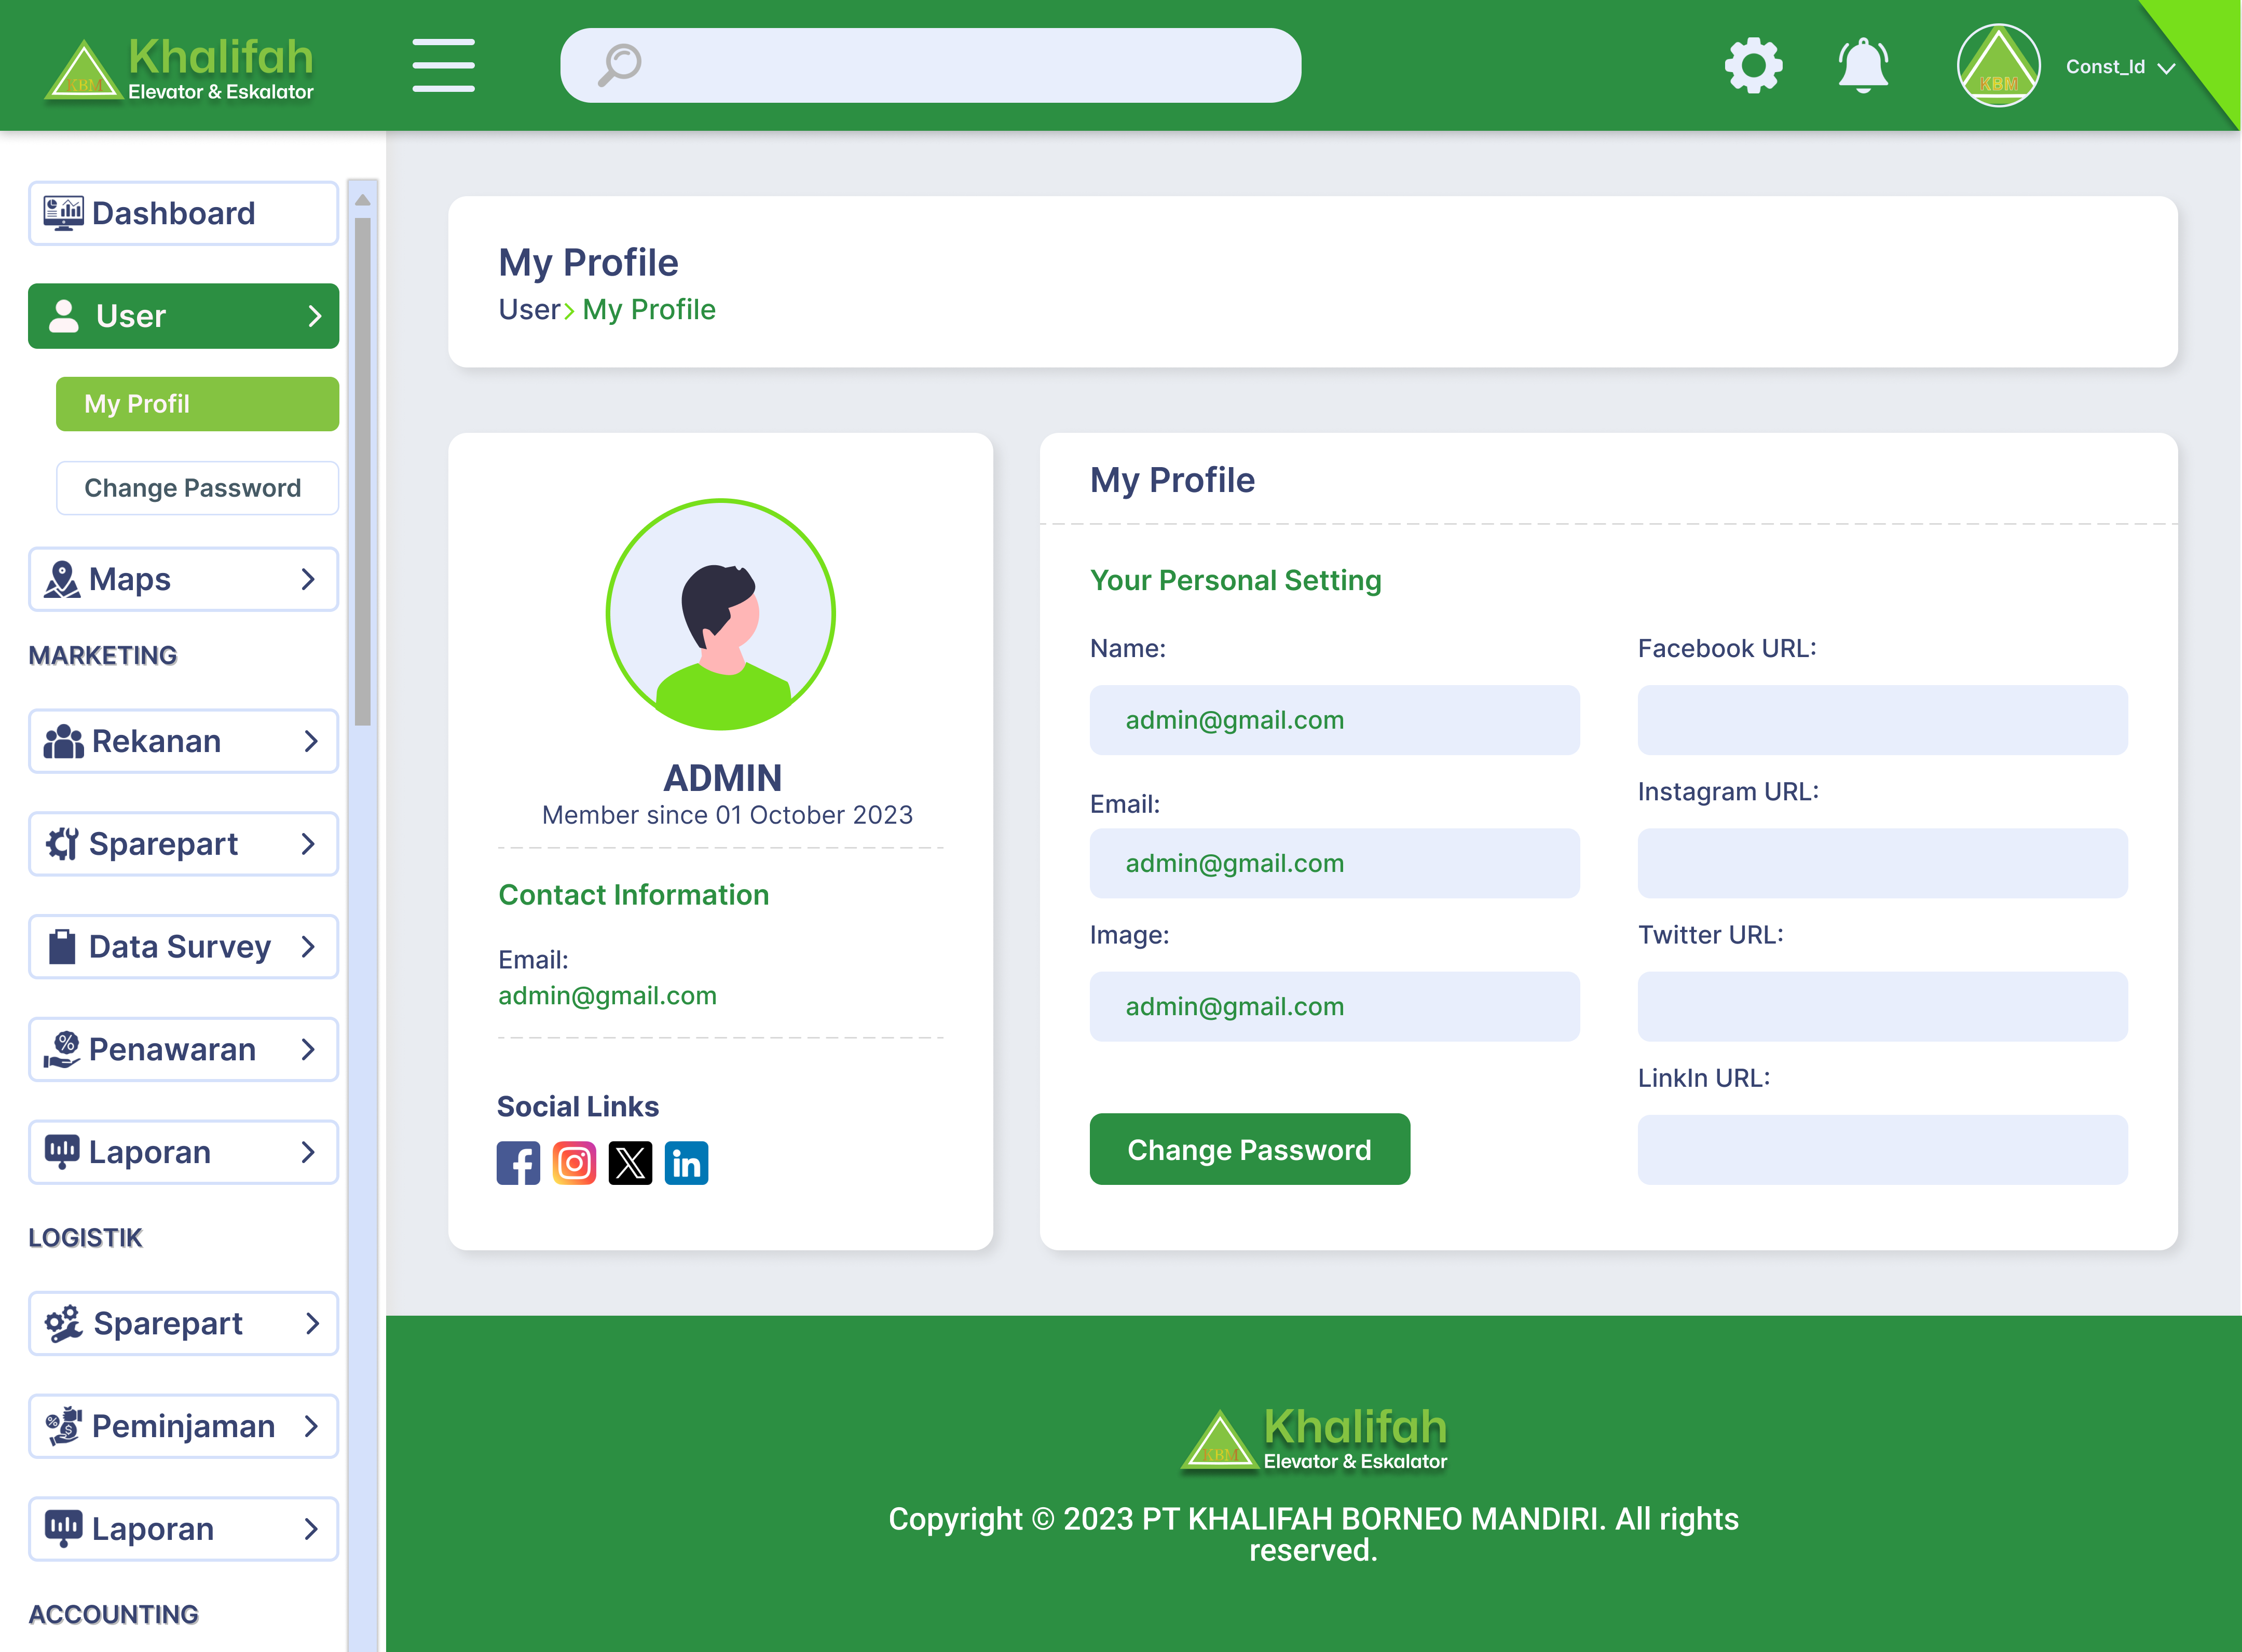 Khalifah
KBM
Elevator & Eskalator
KBM
Const_Id
Dashboard
User
My Profil
Change Password
Maps
MARKETING
Rekanan
Sparepart
Data Survey
Penawaran
Laporan
LOGISTIK
Sparepart
Peminjaman
Laporan
ACCOUNTING
My Profile
User > My Profile
ADMIN
Member since 01 October 2023
Contact Information
Email:
admin@gmail.com
Social Links
My Profile
Your Personal Setting
Name:
admin@gmail.com
Email:
admin@gmail.com
Image:
admin@gmail.com
Change Password
Facebook URL:
Instagram URL:
Twitter URL:
LinkIn URL:
Khalifah
KBM
Elevator & Eskalator
Copyright © 2023 PT KHALIFAH BORNEO MANDIRI. All rights
reserved.